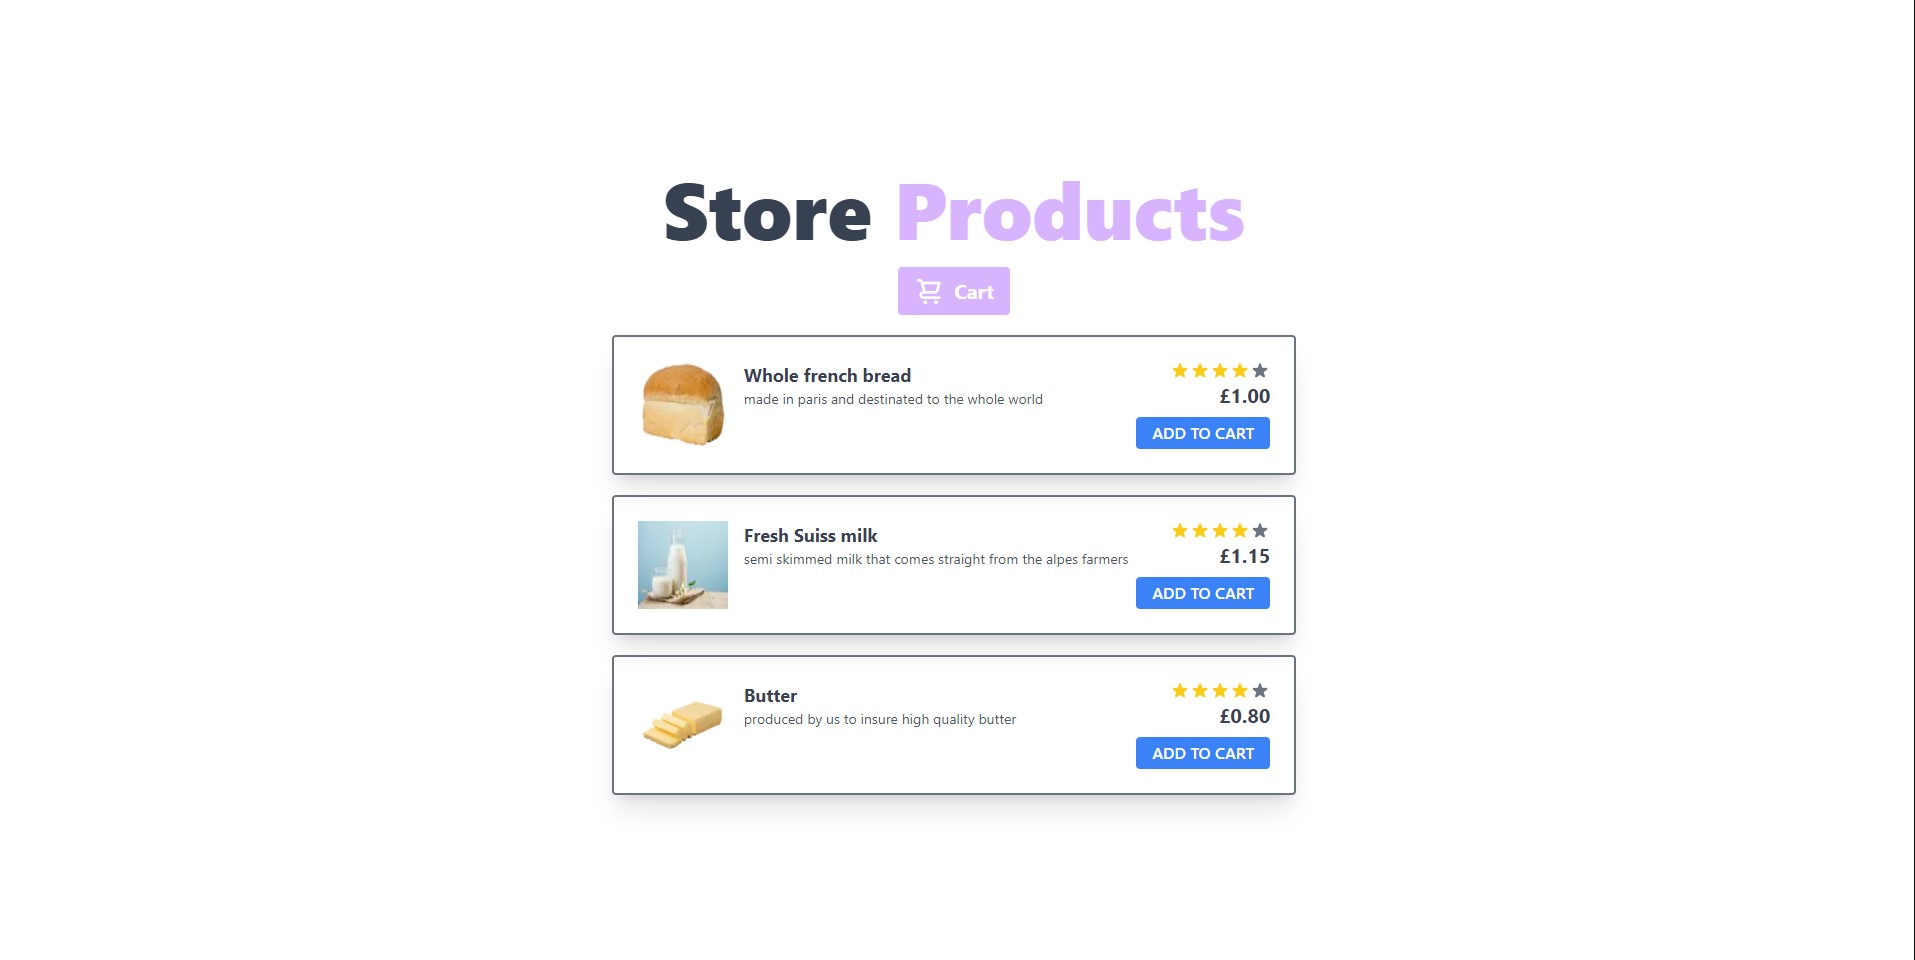 Store Products
Cart
Whole french bread
made in paris and destinated to the whole world
£1.00
ADD TO CART
Fresh Suiss milk
semi skimmed milk that comes straight from the alpes farmers
£1.15
ADD TO CART
Butter
produced by us to insure high quality butter
£0.80
ADD TO CART